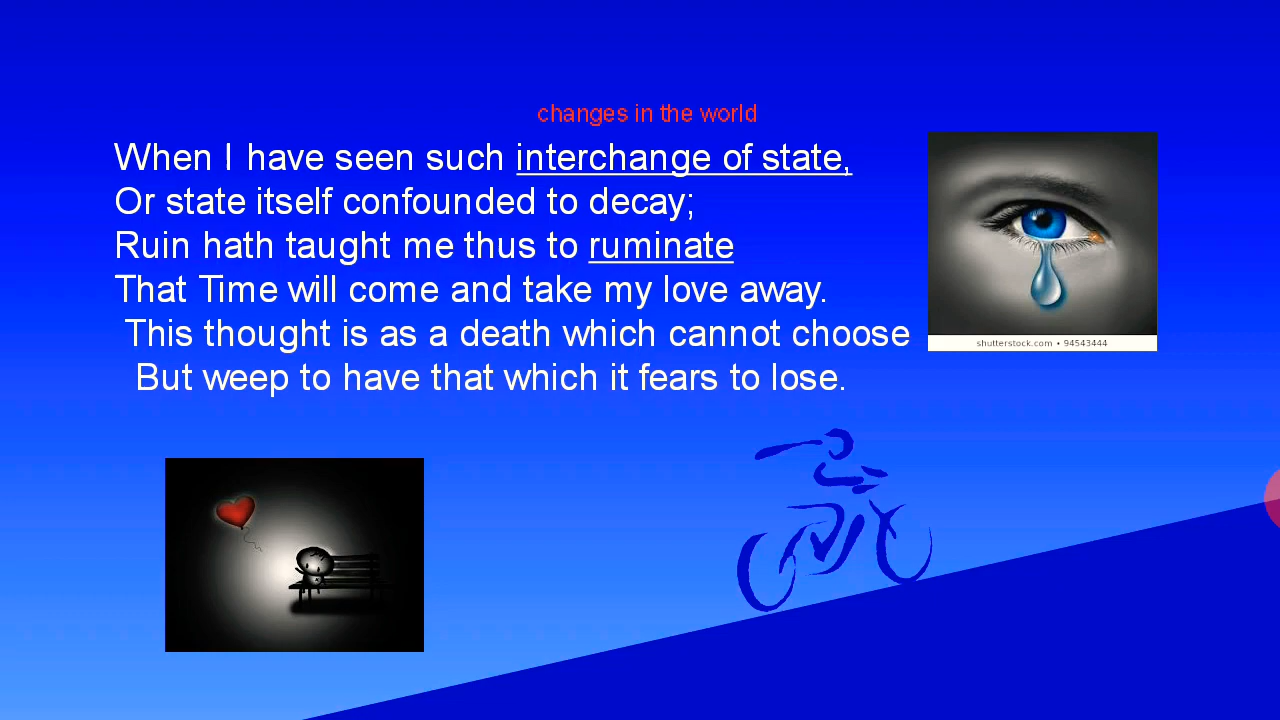 changes in the world
When I have seen such interchange of state,
Or state itself confounded to decay;
Ruin hath taught me thus to ruminate
That Time will come and take my love away.
This thought is as a death which cannot choose
But weep to have that which it fears to lose.
shutterstock.com • 94543444